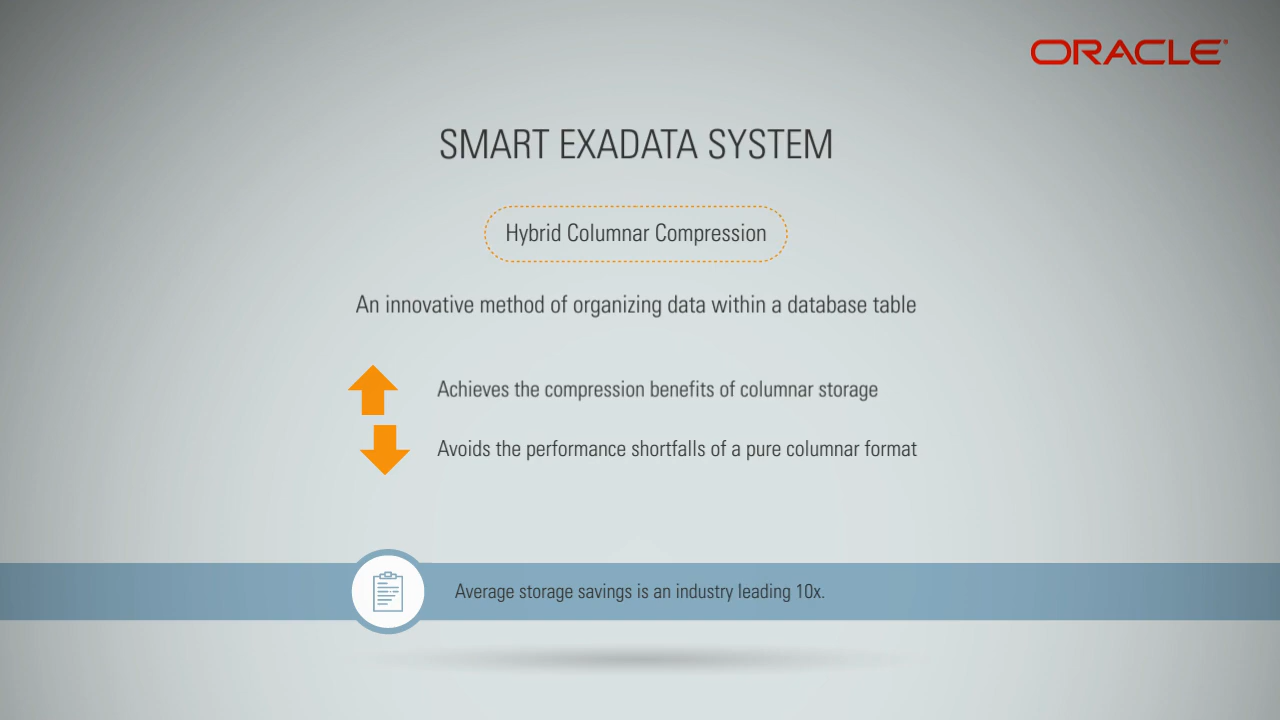 ORACLE
SMART EXADATA SYSTEM
Hybrid Columnar Compression
An innovative method of organizing data within a database table
Achieves the compression benefits of columnar storage
Avoids the performance shortfalls of a pure columnar format
Average storage savings is an industry leading 10x.